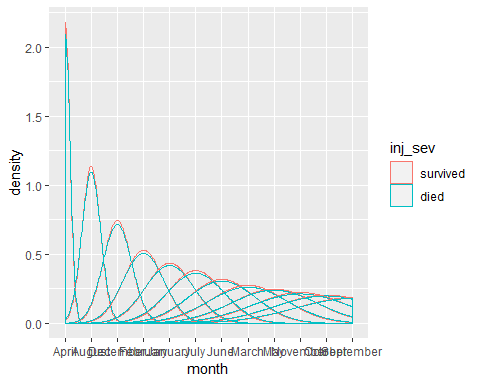 2.0
1.5
1.0
0.5
0.0
density
April August December February January July June March May November October September
month
inj_sev
survived
died